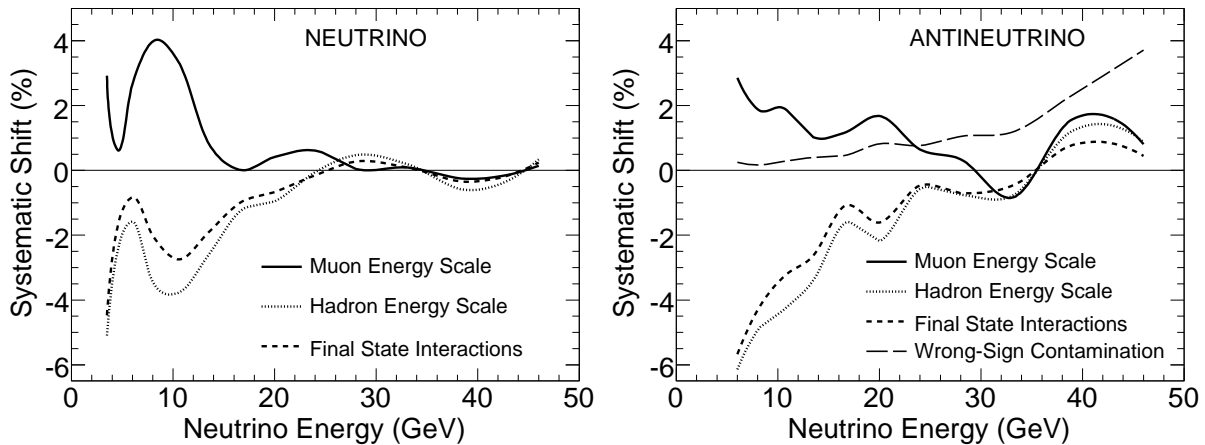 NEUTRINO
Systematic Shift (%)
4
2
0
-2
-4
-6
Muon Energy Scale
Hadron Energy Scale
Final State Interactions
0 10 20 30 40 50
Neutrino Energy (GeV)
ANTINEUTRINO
Systematic Shift (%)
4
2
0
-2
-4
-6
Muon Energy Scale
Hadron Energy Scale
Final State Interactions
Wrong-Sign Contamination
0 10 20 30 40 50
Neutrino Energy (GeV)